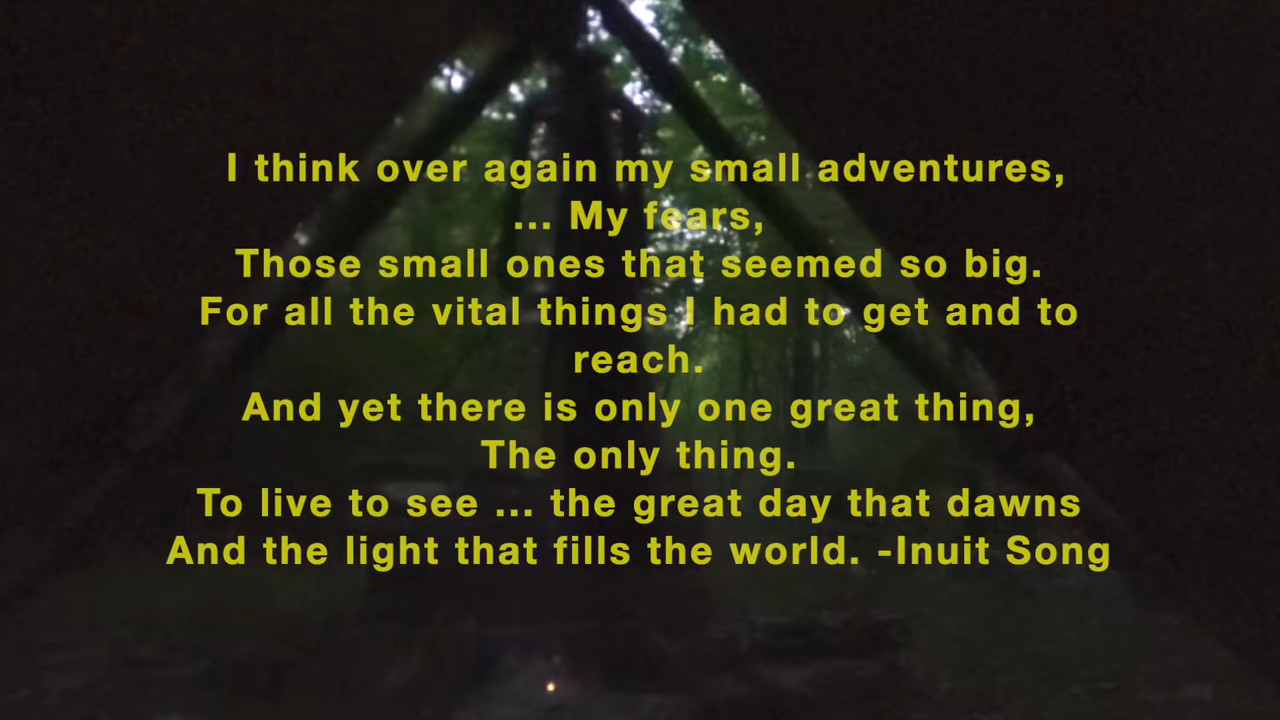 I think over again my small adventures,
... My fears,
Those small ones that seemed so big.
For all the vital things I had to get and to
reach.
And yet there is only one great thing,
The only thing.
To live to see ... the great day that dawns
And the light that fills the world. -Inuit Song